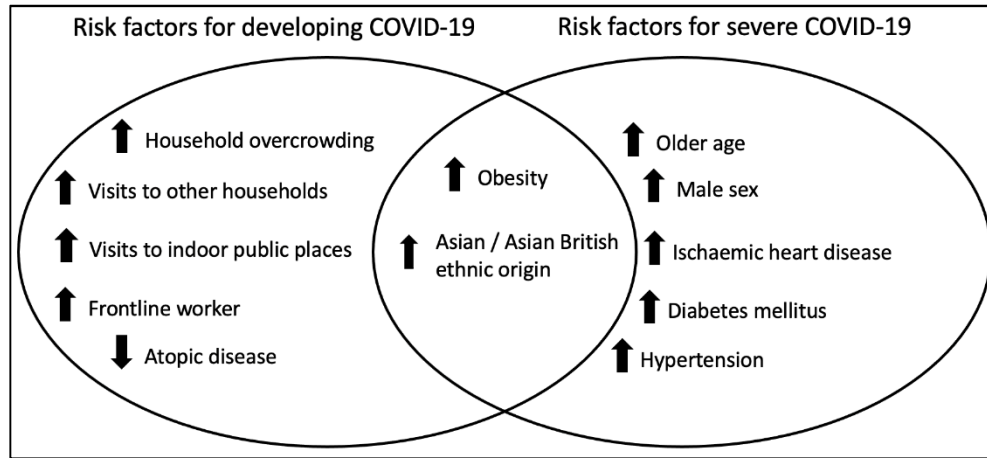 Risk factors for developing COVID-19
Risk factors for severe COVID-19
Household overcrowding
Visits to other households
Visits to indoor public places
Frontline worker
Atopic disease
Obesity
Asian / Asian British
ethnic origin
Older age
Male sex
Ischaemic heart disease
Diabetes mellitus
Hypertension